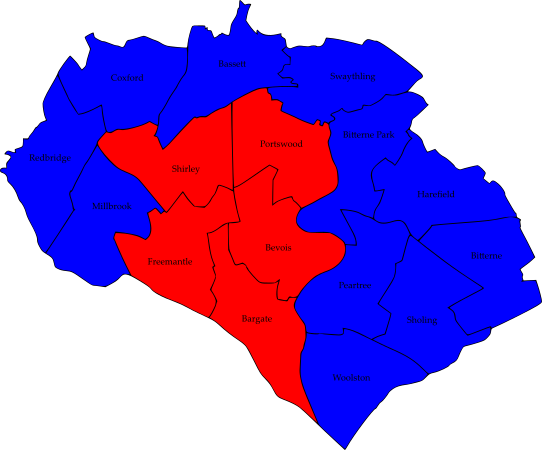 Bassett
Swaythling
Coxford
Bitterne Park
Portswood
Redbridge
Shirley
Harefield
Millbrook
Bevois
Bitterne
Freemantle
Peartree
Bargate
Sholing
Woolston